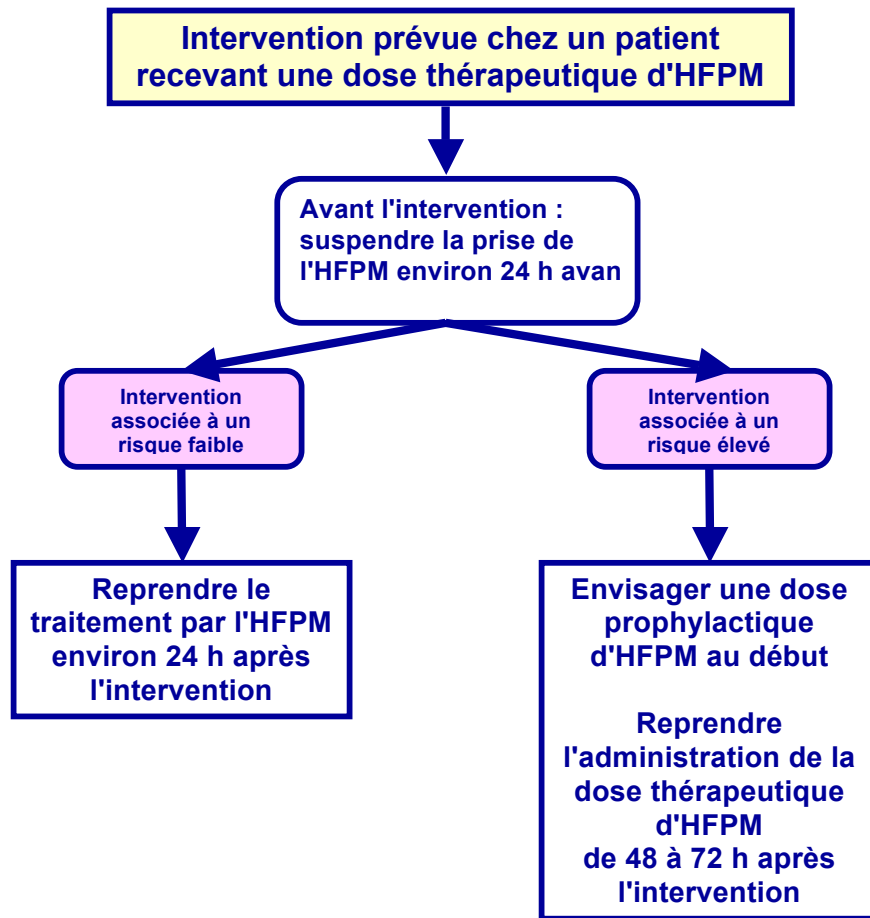 Intervention prévue chez un patient
recevant une dose thérapeutique d'HFPM
Avant l'intervention :
suspendre la prise de
l'HFPM environ 24 h avan
Intervention
associée à un
risque faible
Intervention
associée à un
risque élevé
Reprendre le
traitement par l'HFPM
environ 24 h après
l'intervention
Envisager une dose
prophylactique
d'HFPM au début
Reprendre
l'administration de la
dose thérapeutique
d'HFPM
de 48 à 72 h après
l'intervention